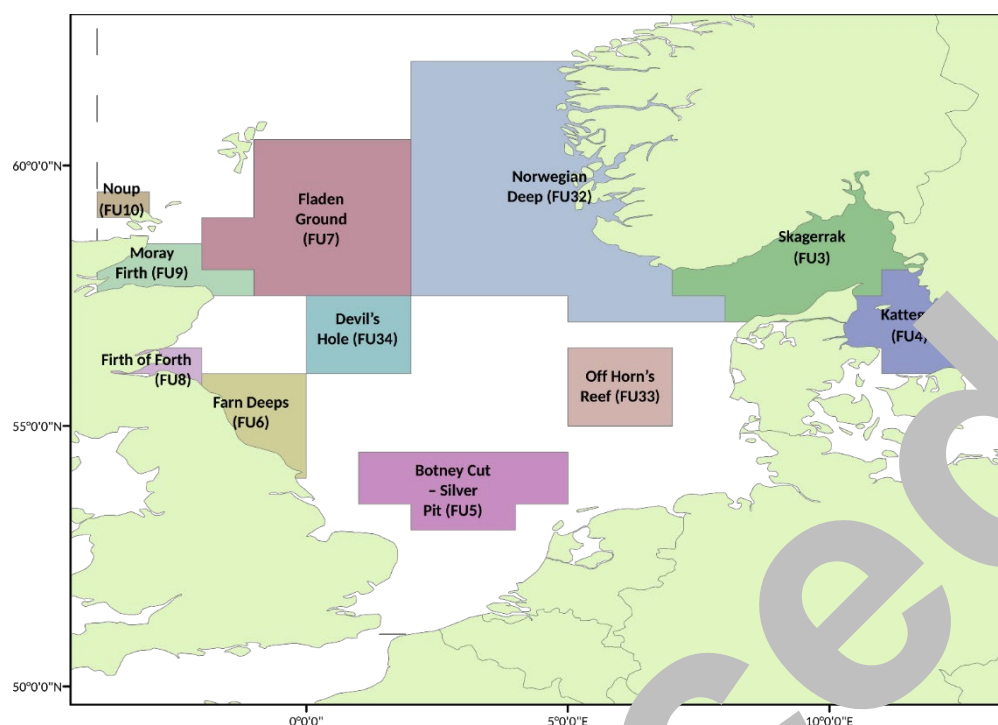 60°0'0"N
Noup
(FU10)
Fladen
Ground
(FU7)
Norwegian
Deep (FU32)
Skagerrak
(FU3)
Moray
Firth (FU9)
Devil's
Hole (FU34)
(FU4)
Firth of Forth
(FU8)
Off Horn's
Reef (FU33)
55°0'0"N
Farn Deeps
(FU6)
Botney Cut
– Silver
Pit (FU5)
50°0'0"N
0°0'0"
5°0'0"E
10°0'0"E